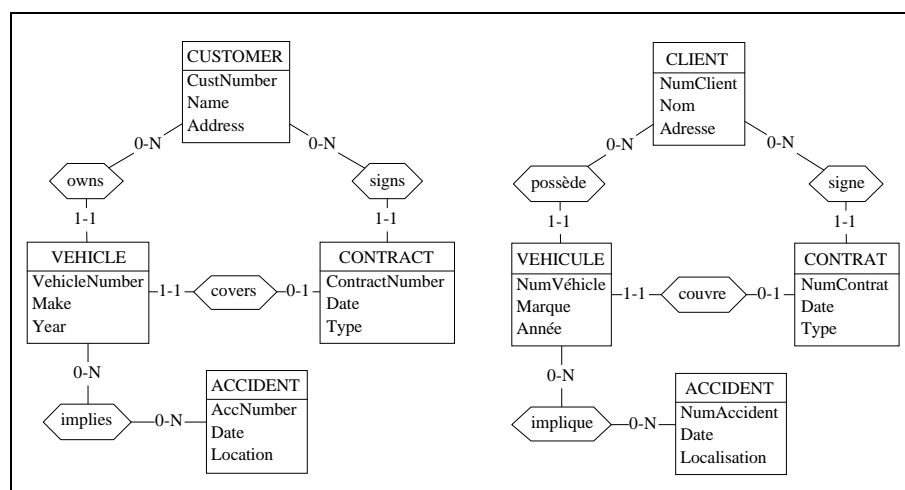 CUSTOMER
CustNumber
Name
Address
0-N
0-N
owns
signs
1-1
1-1
VEHICLE
VehicleNumber
Make
Year
1-1
covers
0-1
CONTRACT
ContractNumber
Date
Type
0-N
implies
0-N
ACCIDENT
AccNumber
Date
Location
CLIENT
NumClient
Nom
Adresse
0-N
0-N
possède
signe
1-1
1-1
VEHICULE
NumVéhicle
Marque
Année
1-1
couvre
0-1
CONTRAT
NumContrat
Date
Type
0-N
implique
0-N
ACCIDENT
NumAccident
Date
Localisation